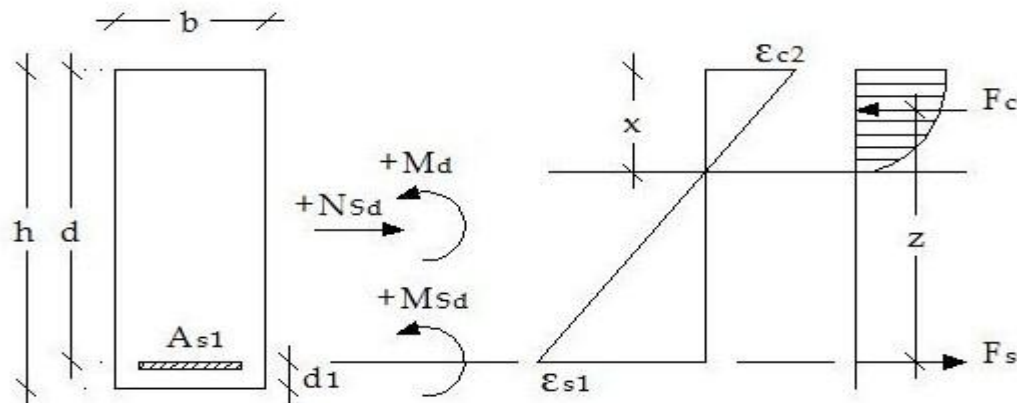 b
εc2
Fc
x
+Md
+NSd
h
d
z
+MSd
As1
Fs
d1
εs1